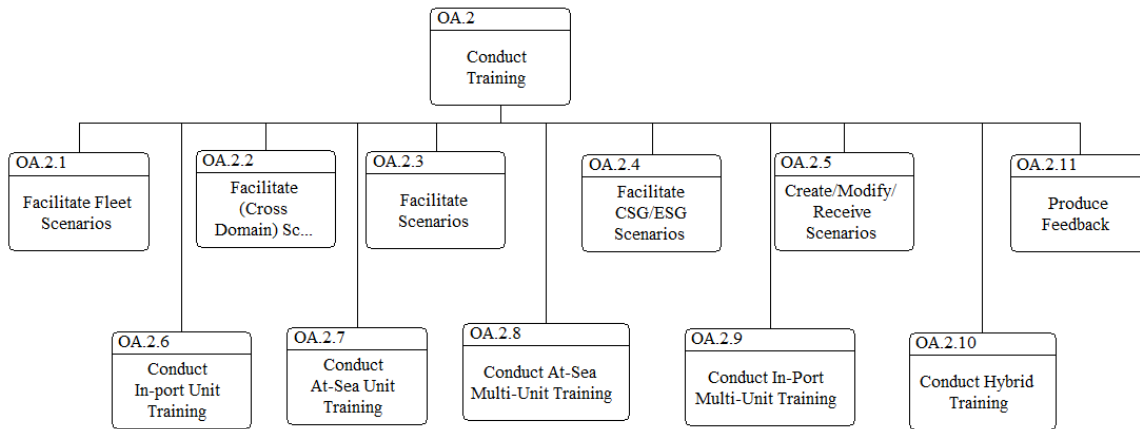 OA.2
Conduct
Training
OA.2.1
Facilitate Fleet
Scenarios
OA.2.2
Facilitate
(Cross
Domain) Sc...
OA.2.3
Facilitate
Scenarios
OA.2.4
Facilitate
CSG/ESG
Scenarios
OA.2.5
Create/Modify/
Receive
Scenarios
OA.2.11
Produce
Feedback
OA.2.6
Conduct
In-port Unit
Training
OA.2.7
Conduct
At-Sea Unit
Training
OA.2.8
Conduct At-Sea
Multi-Unit Training
OA.2.9
Conduct In-Port
Multi-Unit Training
OA.2.10
Conduct Hybrid
Training